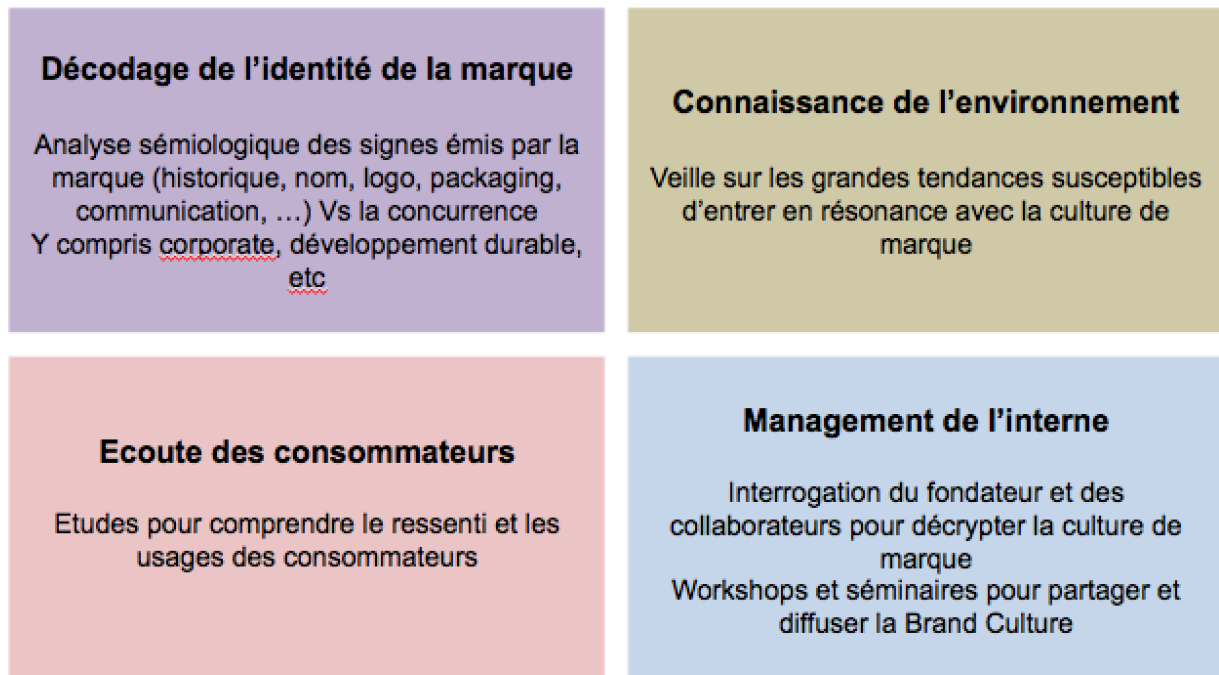 Décodage de l’identité de la marque
Analyse sémiologique des signes émis par la
marque (historique, nom, logo, packaging,
communication, …) Vs la concurrence
Y compris corporate, développement durable,
etc
Connaissance de l’environnement
Veille sur les grandes tendances susceptibles
d’entrer en résonance avec la culture de
marque
Ecoute des consommateurs
Etudes pour comprendre le ressenti et les
usages des consommateurs
Management de l’interne
Interrogation du fondateur et des
collaborateurs pour décrypter la culture de
marque
Workshops et séminaires pour partager et
diffuser la Brand Culture